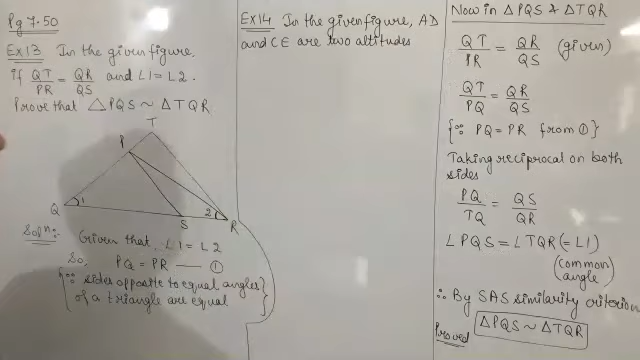 Pg 7.50
Ex13 In the given figure,
if QT/PR = QR/QS and ∠1 = ∠2.
Prove that △PQS ~ △TQR
T
P
Q
1
S
2
R
Solⁿ:- Given that, ∠1 = ∠2
So, PQ = PR —— ①
{∵ sides opposite to equal angles
of a triangle are equal}
Ex14 In the given figure, AD
and CE are two altitudes
Now in △PQS & △TQR
QT/PR = QR/QS (given)
QT/PQ = QR/QS
{∵ PQ = PR from ①}
Taking reciprocal on both
sides
PQ/TQ = QS/QR
∠PQS = ∠TQR (= ∠1)
(common
angle)
∴ By SAS similarity criterion
△PQS ~ △TQR
Proved